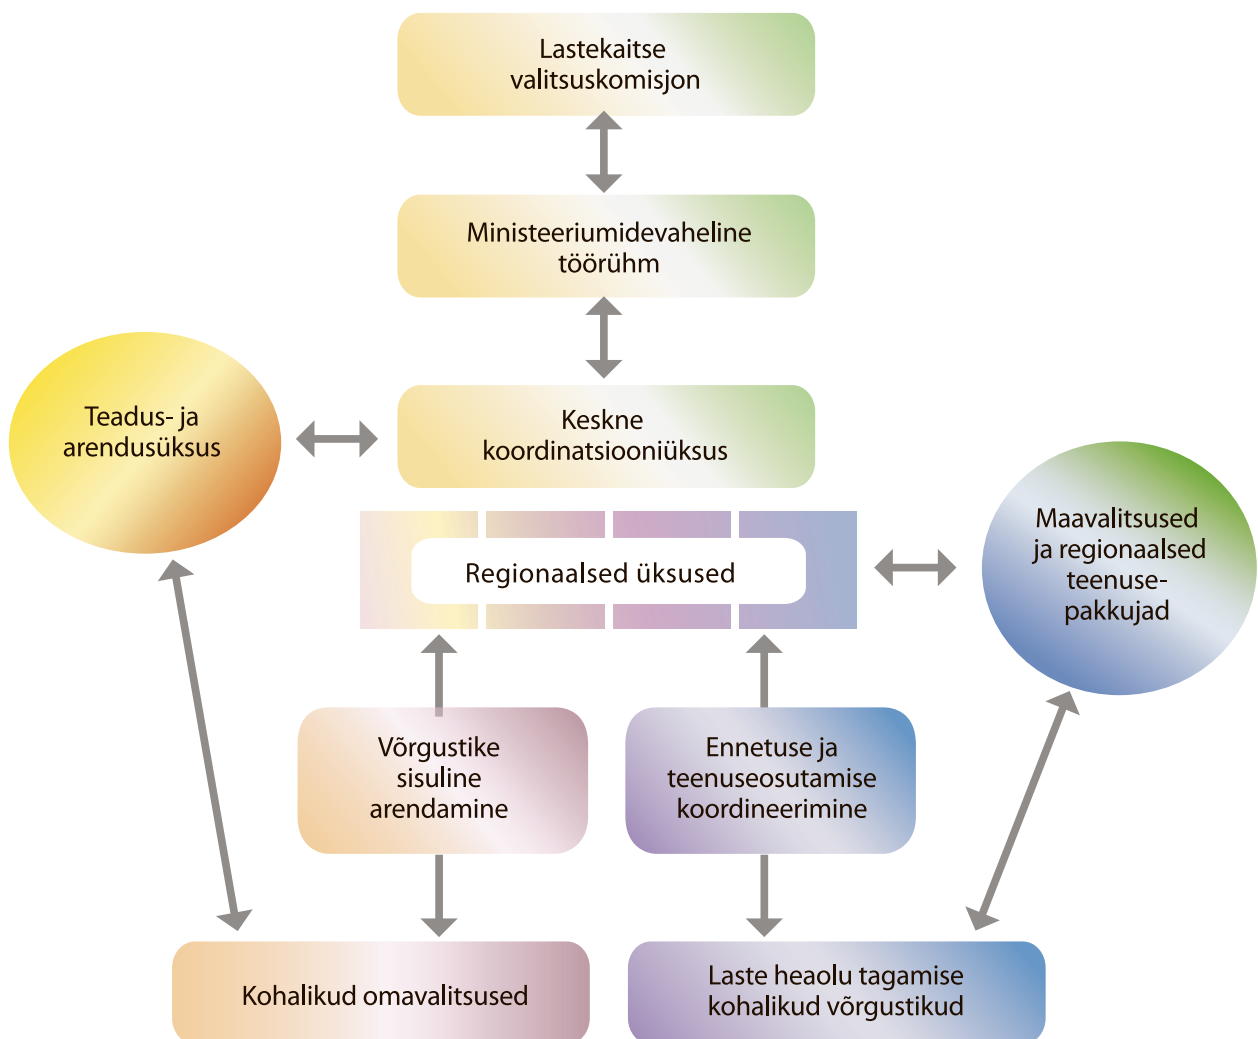 Lastekaitse
valitsuskomisjon
Ministeeriumidevaheline
töörühm
Teadus- ja
arendusüksus
Keskne
koordinatsiooniüksus
Maavalitsused
ja regionaalsed
teenuse-
pakkujad
Regionaalsed üksused
Võrgustike
sisuline
arendamine
Ennetuse ja
teenuseosutamise
koordineerimine
Kohalikud omavalitsused
Laste heaolu tagamise
kohalikud võrgustikud